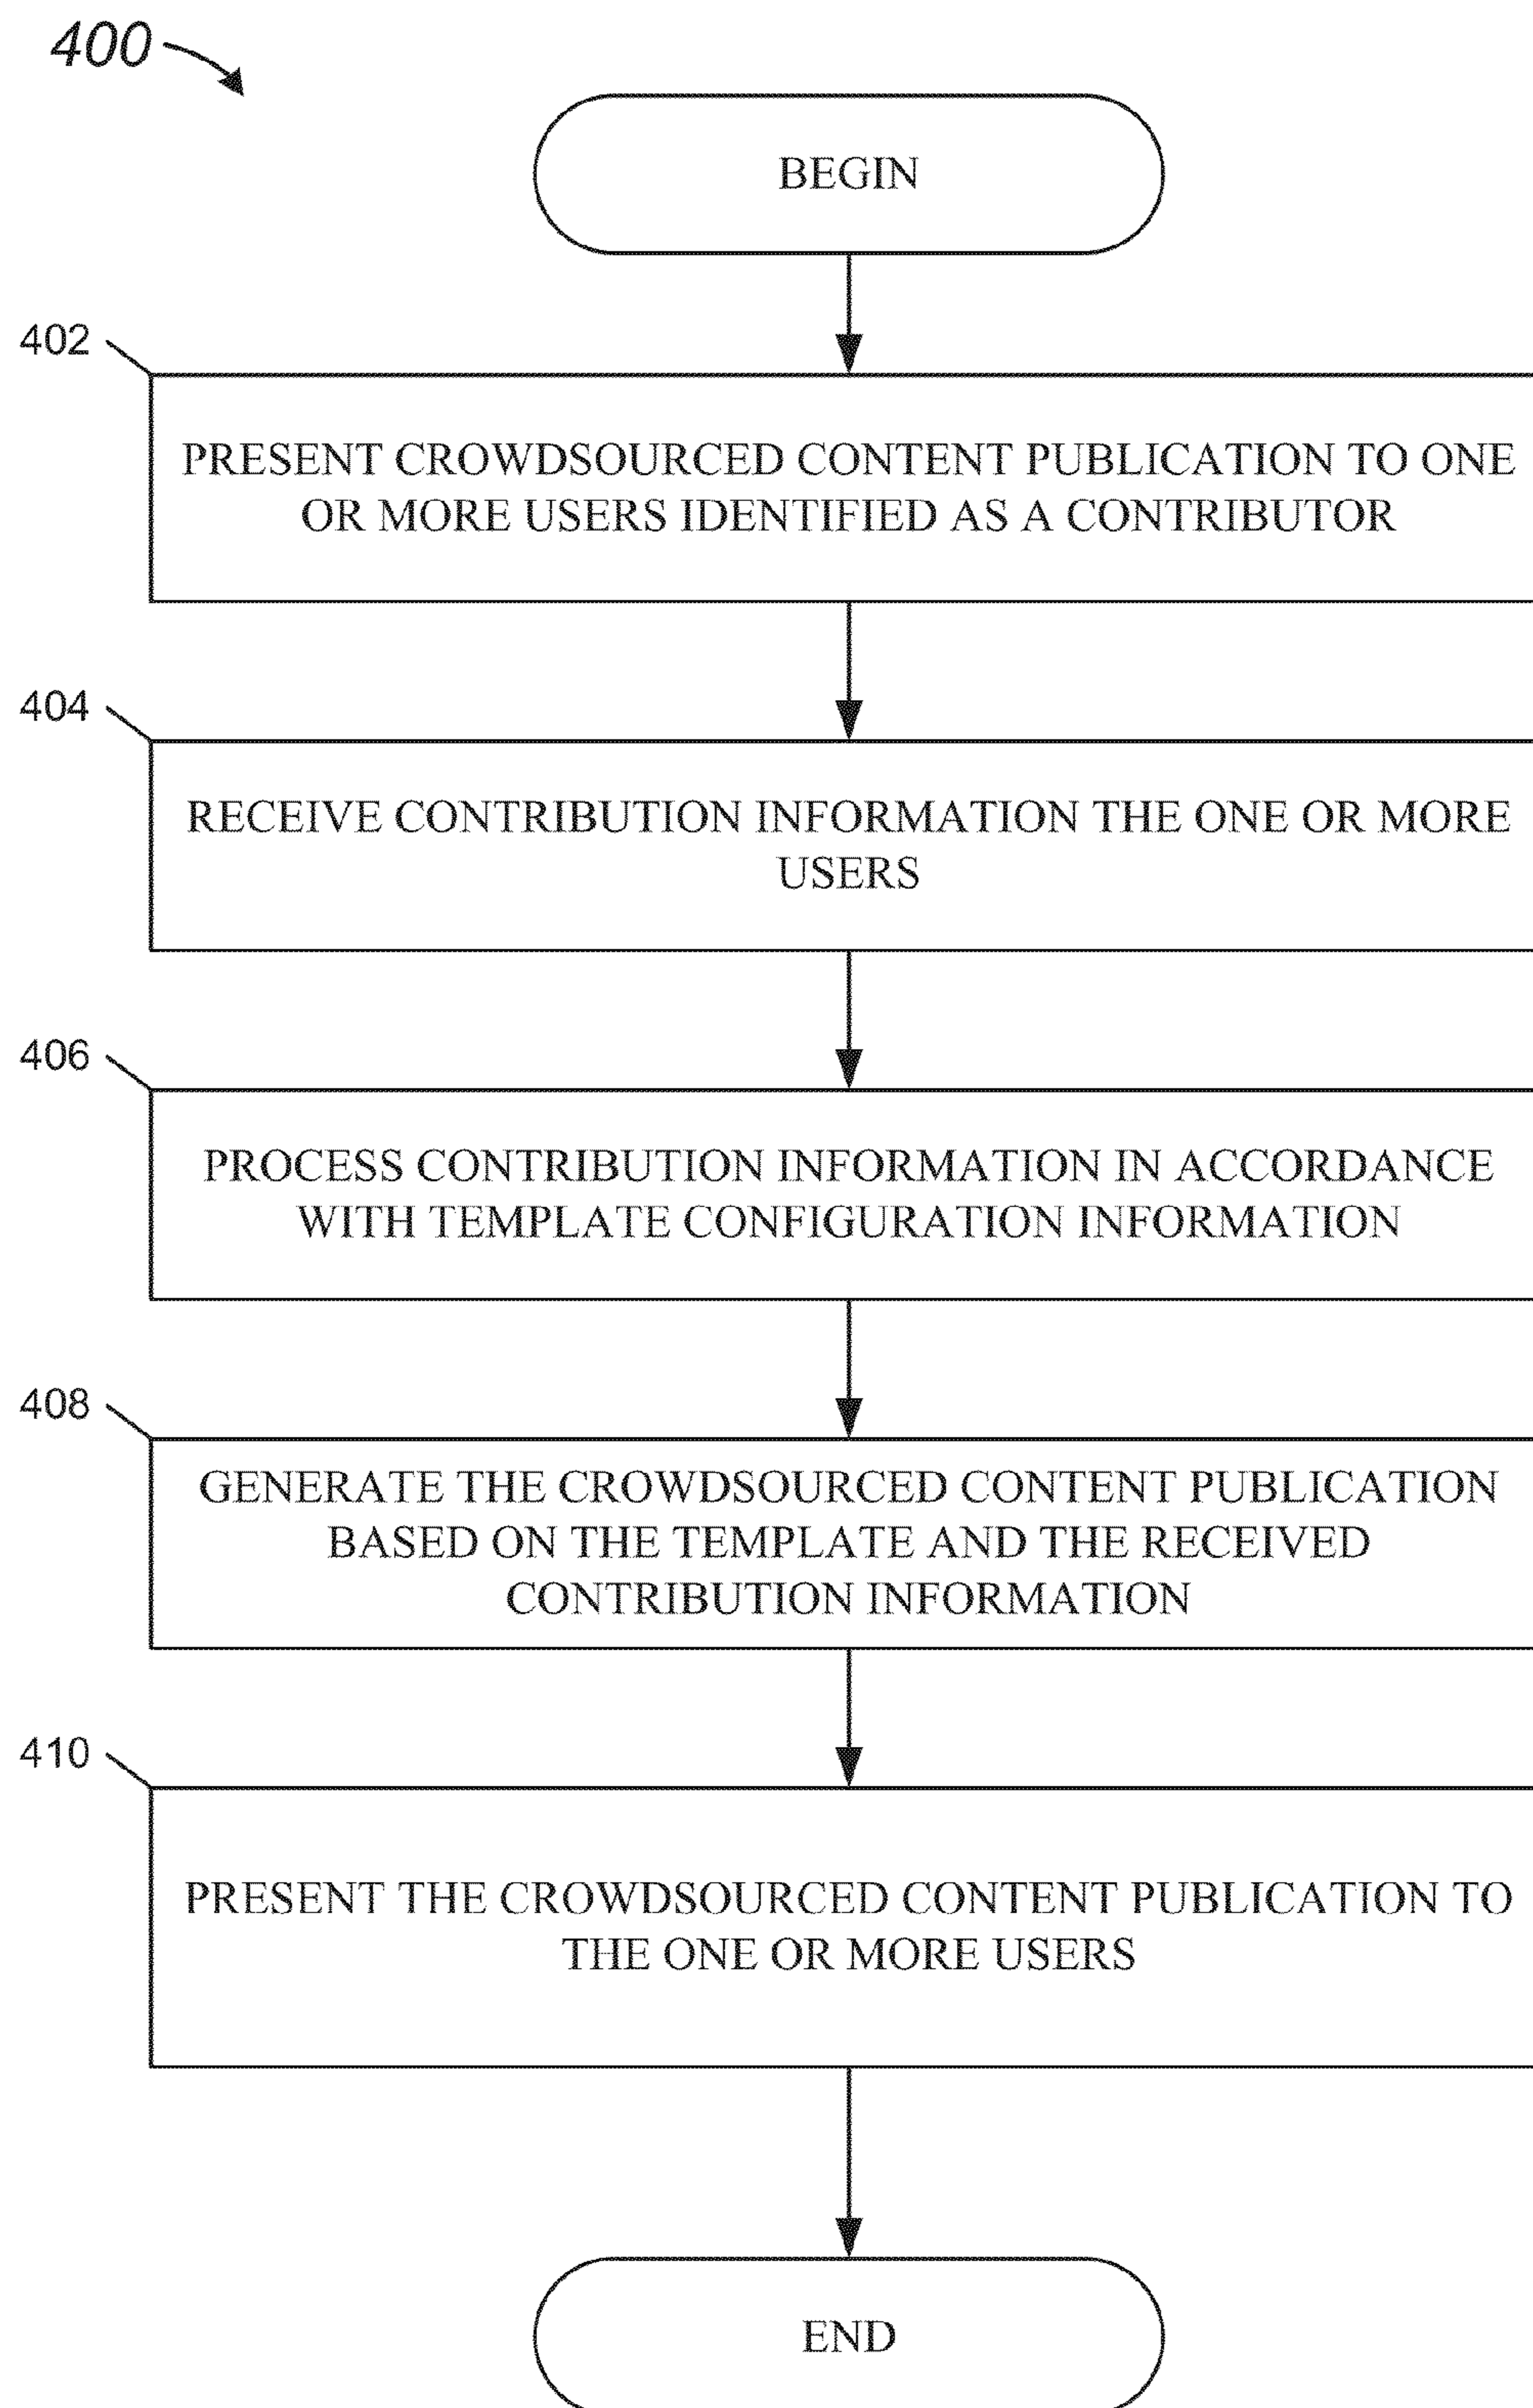 400
BEGIN
402
PRESENT CROWDSOURCED CONTENT PUBLICATION TO ONE
OR MORE USERS IDENTIFIED AS A CONTRIBUTOR
404
RECEIVE CONTRIBUTION INFORMATION THE ONE OR MORE
USERS
406
PROCESS CONTRIBUTION INFORMATION IN ACCORDANCE
WITH TEMPLATE CONFIGURATION INFORMATION
408
GENERATE THE CROWDSOURCED CONTENT PUBLICATION
BASED ON THE TEMPLATE AND THE RECEIVED
CONTRIBUTION INFORMATION
410
PRESENT THE CROWDSOURCED CONTENT PUBLICATION TO
THE ONE OR MORE USERS
END